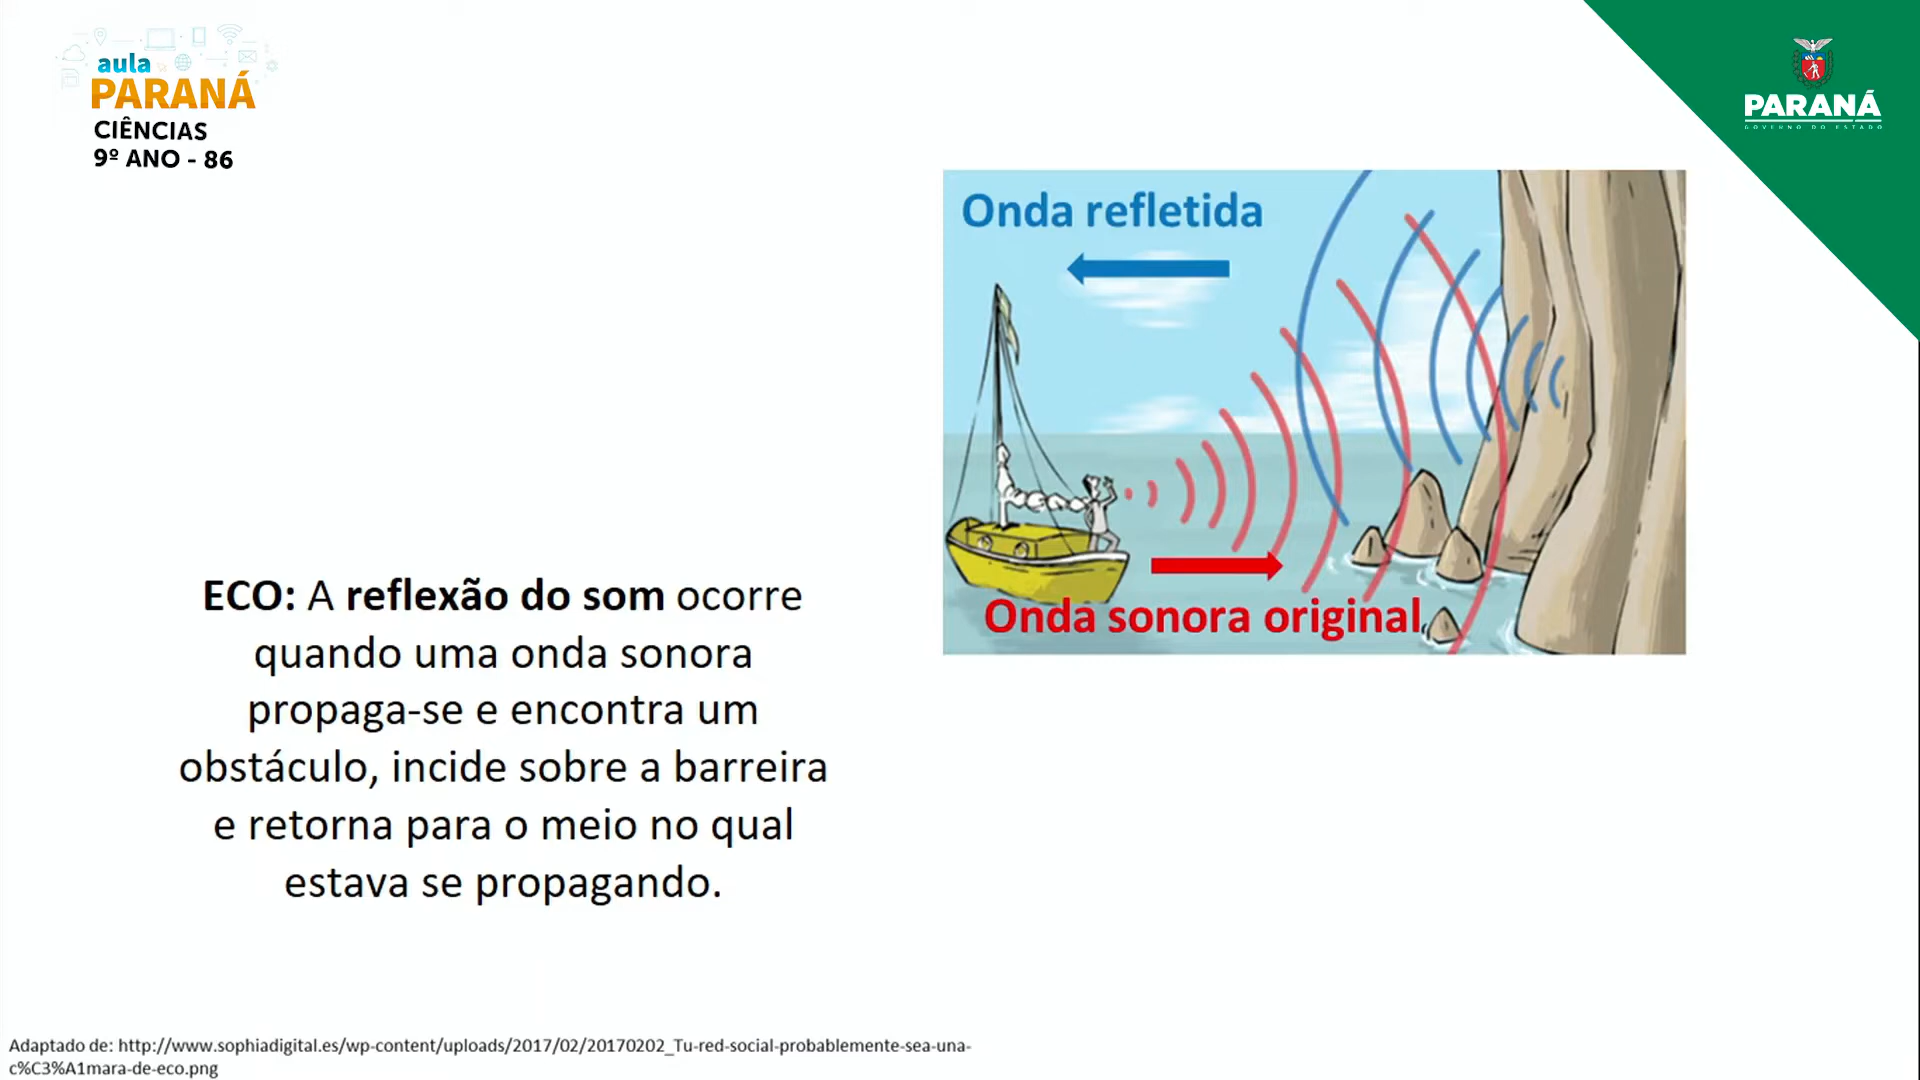 aula
PARANÁ
CIÊNCIAS
9º ANO - 86
PARANÁ
GOVERNO DO ESTADO
Onda refletida
Onda sonora original
ECO: A reflexão do som ocorre
quando uma onda sonora
propaga-se e encontra um
obstáculo, incide sobre a barreira
e retorna para o meio no qual
estava se propagando.
Adaptado de: http://www.sophiadigital.es/wp-content/uploads/2017/02/20170202_Tu-red-social-probablemente-sea-una-
c%C3%A1mara-de-eco.png